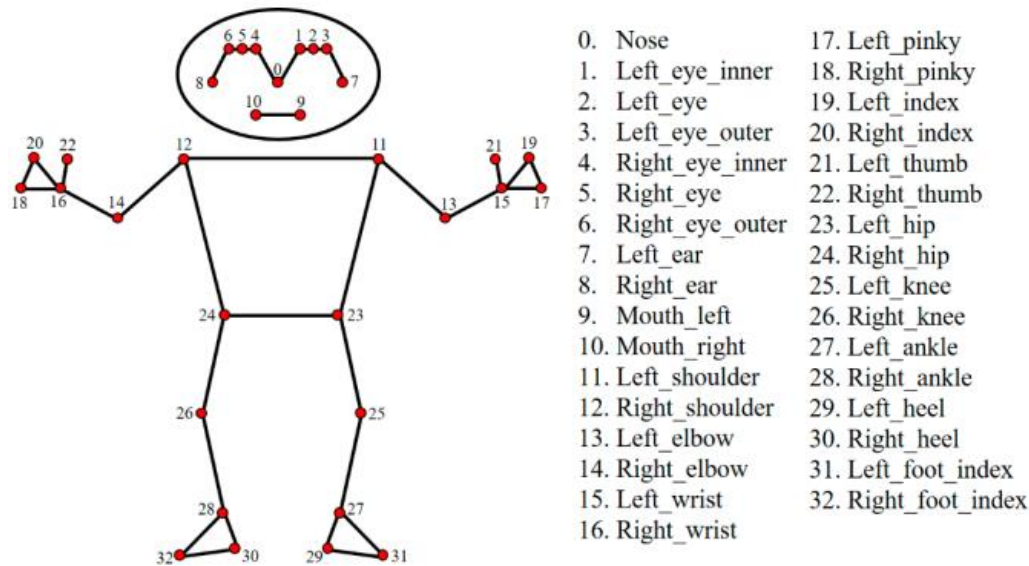 6 5 4 1 2 3
8 0 7
10 9
20 22 12 11 21 19
18 16 14 13 15 17
24 23
26 25
28 27
32 30 29 31
0. Nose
1. Left_eye_inner
2. Left_eye
3. Left_eye_outer
4. Right_eye_inner
5. Right_eye
6. Right_eye_outer
7. Left_ear
8. Right_ear
9. Mouth_left
10. Mouth_right
11. Left_shoulder
12. Right_shoulder
13. Left_elbow
14. Right_elbow
15. Left_wrist
16. Right_wrist
17. Left_pinky
18. Right_pinky
19. Left_index
20. Right_index
21. Left_thumb
22. Right_thumb
23. Left_hip
24. Right_hip
25. Left_knee
26. Right_knee
27. Left_ankle
28. Right_ankle
29. Left_heel
30. Right_heel
31. Left_foot_index
32. Right_foot_index